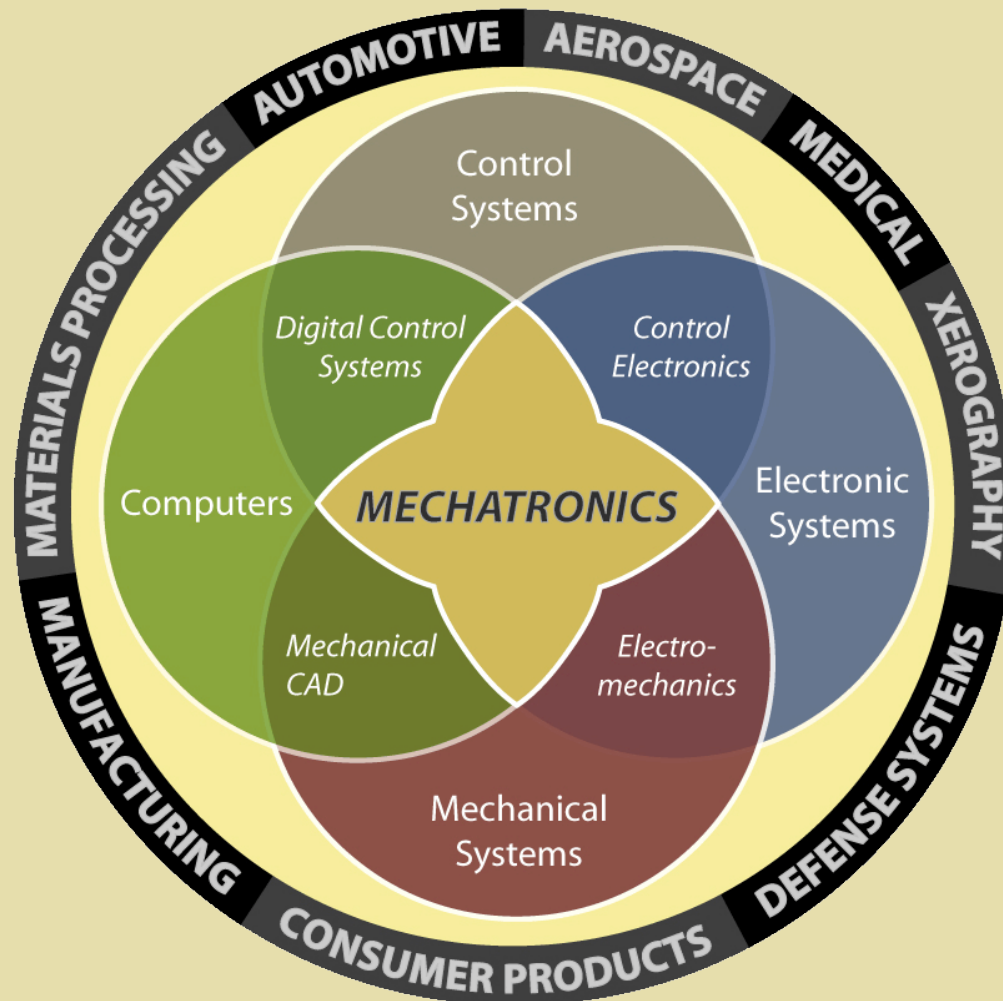 AUTOMOTIVE
AEROSPACE
MEDICAL
XEROGRAPHY
DEFENSE SYSTEMS
CONSUMER PRODUCTS
MANUFACTURING
MATERIALS PROCESSING
Control
Systems
Digital Control
Systems
Control
Electronics
Computers
MECHATRONICS
Electronic
Systems
Mechanical
CAD
Electro-
mechanics
Mechanical
Systems